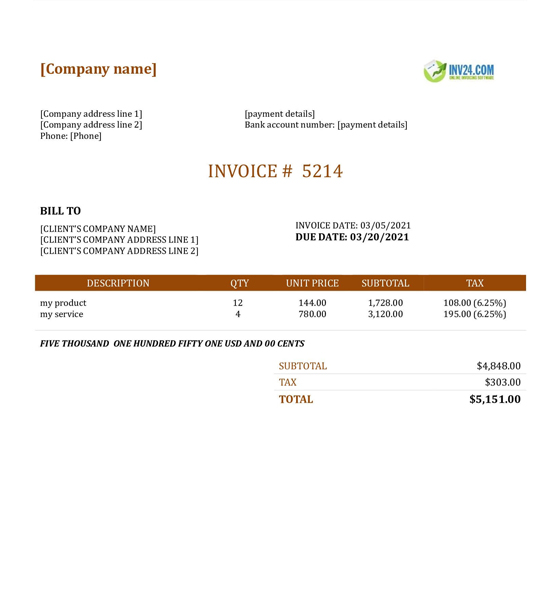 [Company name]
INV24.COM
ONLINE INVOICING SOFTWARE
[Company address line 1]
[Company address line 2]
Phone: [Phone]
[payment details]
Bank account number: [payment details]
INVOICE # 5214
BILL TO
[CLIENT'S COMPANY NAME]
[CLIENT'S COMPANY ADDRESS LINE 1]
[CLIENT'S COMPANY ADDRESS LINE 2]
INVOICE DATE: 03/05/2021
DUE DATE: 03/20/2021
DESCRIPTION QTY UNIT PRICE SUBTOTAL TAX
my product 12 144.00 1,728.00 108.00 (6.25%)
my service 4 780.00 3,120.00 195.00 (6.25%)
FIVE THOUSAND ONE HUNDRED FIFTY ONE USD AND 00 CENTS
SUBTOTAL $4,848.00
TAX $303.00
TOTAL $5,151.00